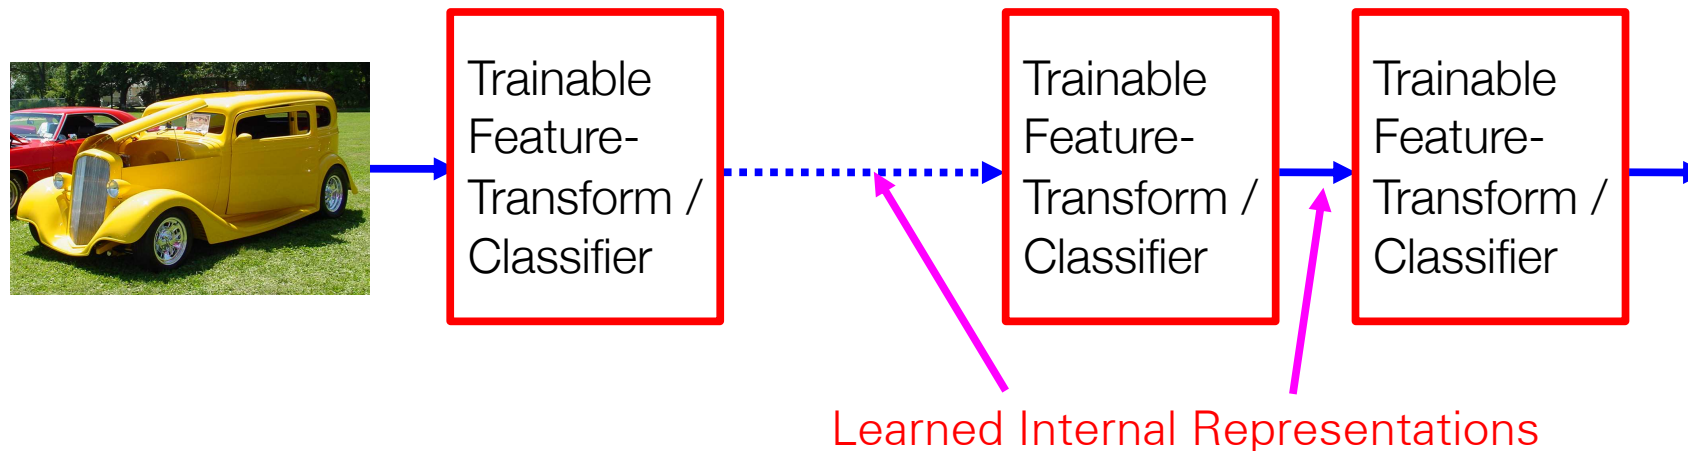 Trainable
Feature-
Transform /
Classifier
Trainable
Feature-
Transform /
Classifier
Trainable
Feature-
Transform /
Classifier
Learned Internal Representations